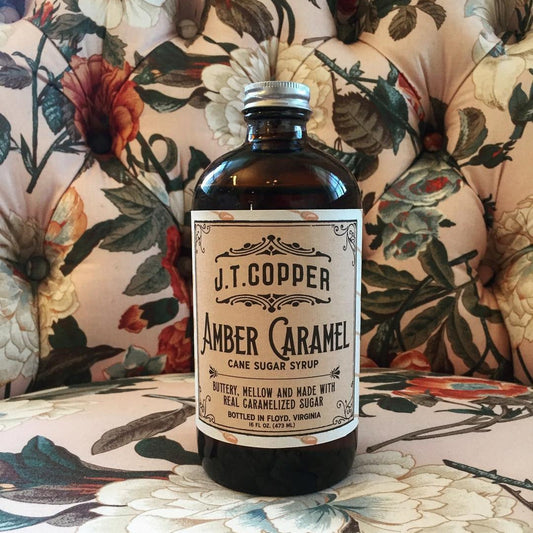 J.T.COPPER
AMBER CARAMEL
CANE SUGAR SYRUP
BUTTERY, MELLOW AND MADE WITH
REAL CARAMELIZED SUGAR
BOTTLED IN FLOYD, VIRGINIA
16 FL OZ. (473 ML)